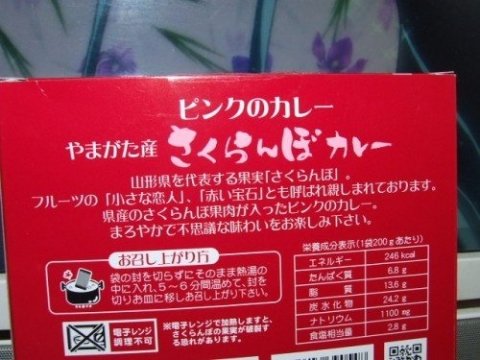 ピンクのカレー
やまがた産 さくらんぼカレー
山形県を代表する果実「さくらんぼ」。
フルーツの「小さな恋人」、「赤い宝石」とも呼ばれ親しまれております。
県産のさくらんぼ果肉が入ったピンクのカレー。
まろやかで不思議な味わいをお楽しみ下さい。
お召し上がり方
袋の封を切らずにそのまま熱湯の
中に入れ、5〜6分間温めて、封を
切りお皿に移しお召し上がり下さい。
電子レンジ
調理不可
※電子レンジで加熱しますと、
さくらんぼの果実が破裂す
る恐れがあります。
栄養成分表示(1袋200gあたり)
エネルギー 246 kcal
たんぱく質 6.8 g
脂質 13.6 g
炭水化物 24.2 g
ナトリウム 1100 mg
食塩相当量 2.8 g